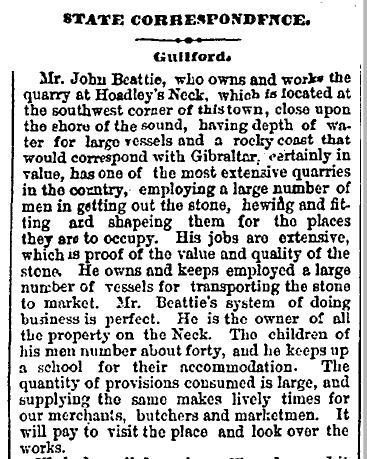 STATE CORRESPONDENCE.
Guilford.
Mr. John Beattie, who owns and works the
quarry at Hoadley's Neck, which is located at
the southwest corner of this town, close upon
the shore of the sound, having depth of wa-
ter for large vessels and a rocky coast that
would correspond with Gibraltar, certainly in
value, has one of the most extensive quarries
in the country, employing a large number of
men in getting out the stone, hewing and fit-
ting and shapeing them for the places
they are to occupy. His jobs are extensive,
which is proof of the value and quality of the
stone. He owns and keeps employed a large
number of vessels for transporting the stone
to market. Mr. Beattie's system of doing
business is perfect. He is the owner of all
the property on the Neck. The children of
his men number about forty, and he keeps up
a school for their accommodation. The
quantity of provisions consumed is large, and
supplying the same makes lively times for
our merchants, butchers and marketmen. It
will pay to visit the place and look over the
works.